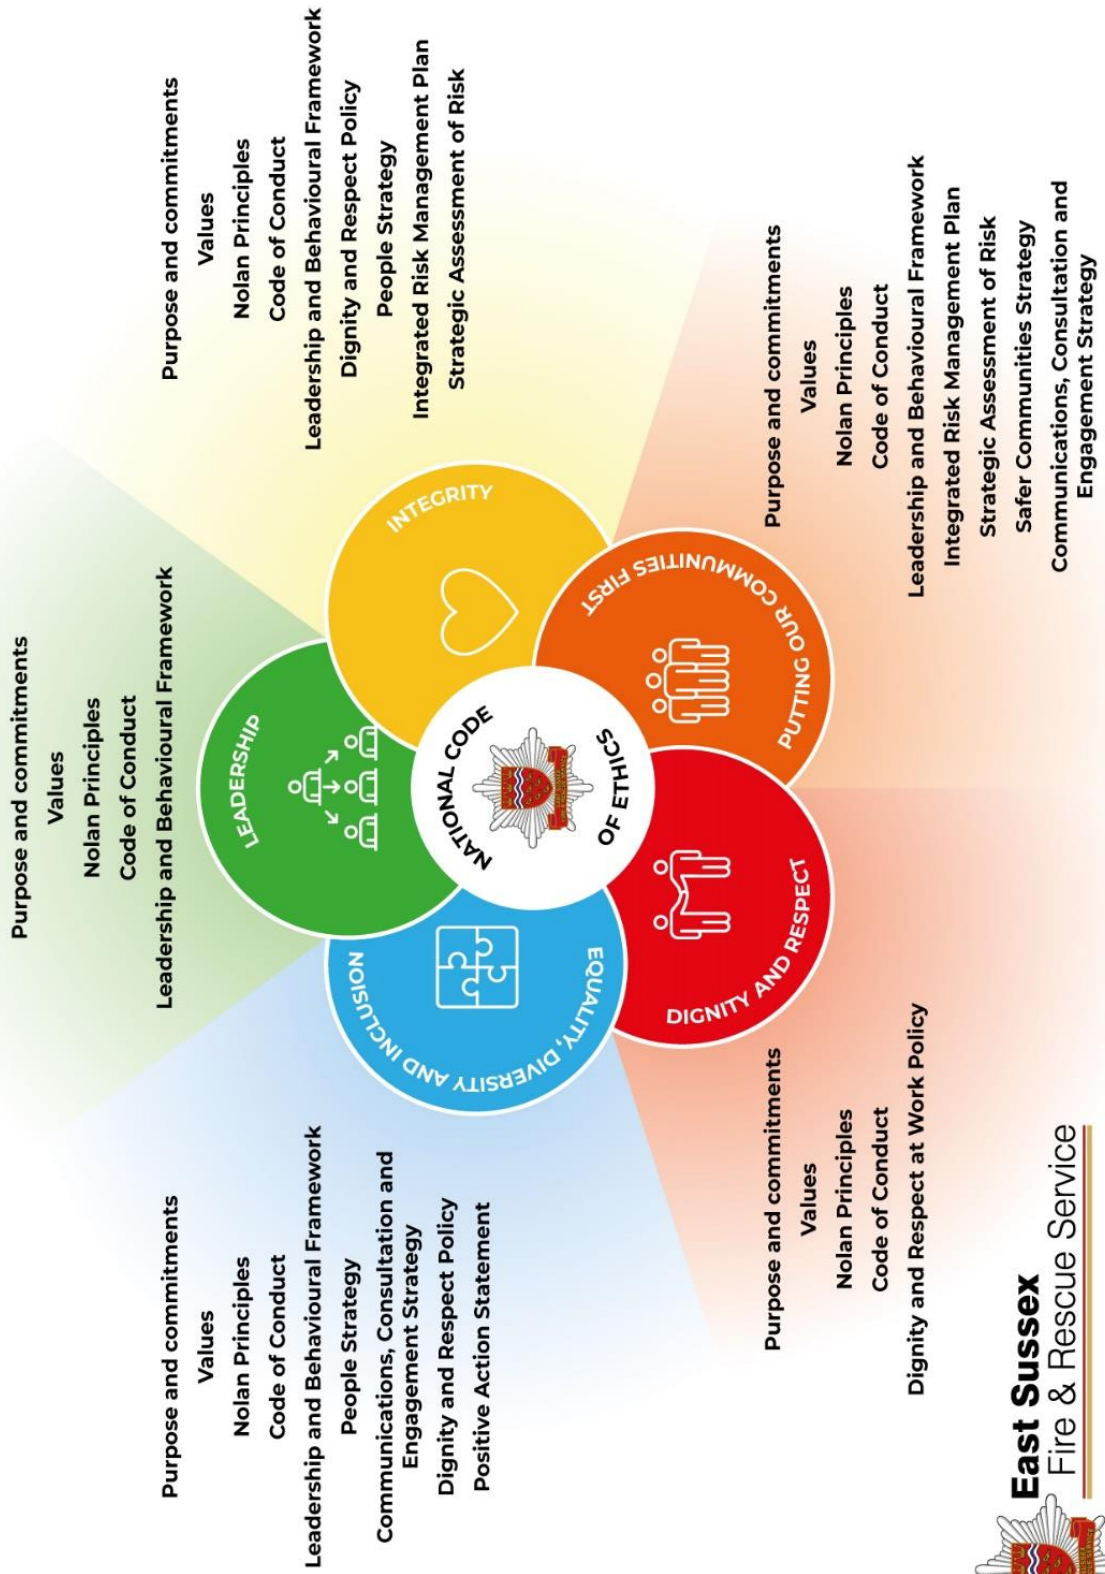 Purpose and commitments
Values
Nolan Principles
Code of Conduct
Leadership and Behavioural Framework
LEADERSHIP
Purpose and commitments
Values
Nolan Principles
Code of Conduct
Leadership and Behavioural Framework
Dignity and Respect Policy
People Strategy
Integrated Risk Management Plan
Strategic Assessment of Risk
INTEGRITY
Purpose and commitments
Values
Nolan Principles
Code of Conduct
Leadership and Behavioural Framework
Integrated Risk Management Plan
Strategic Assessment of Risk
Safer Communities Strategy
Communications, Consultation and
Engagement Strategy
PUTTING OUR COMMUNITIES FIRST
Purpose and commitments
Values
Nolan Principles
Code of Conduct
Dignity and Respect at Work Policy
DIGNITY AND RESPECT
Purpose and commitments
Values
Nolan Principles
Code of Conduct
Leadership and Behavioural Framework
People Strategy
Communications, Consultation and
Engagement Strategy
Dignity and Respect Policy
Positive Action Statement
EQUALITY, DIVERSITY AND INCLUSION
NATIONAL CODE
OF ETHICS
East Sussex
Fire & Rescue Service